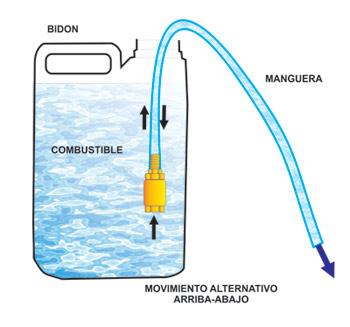 BIDON
MANGUERA
COMBUSTIBLE
MOVIMIENTO ALTERNATIVO
ARRIBA-ABAJO